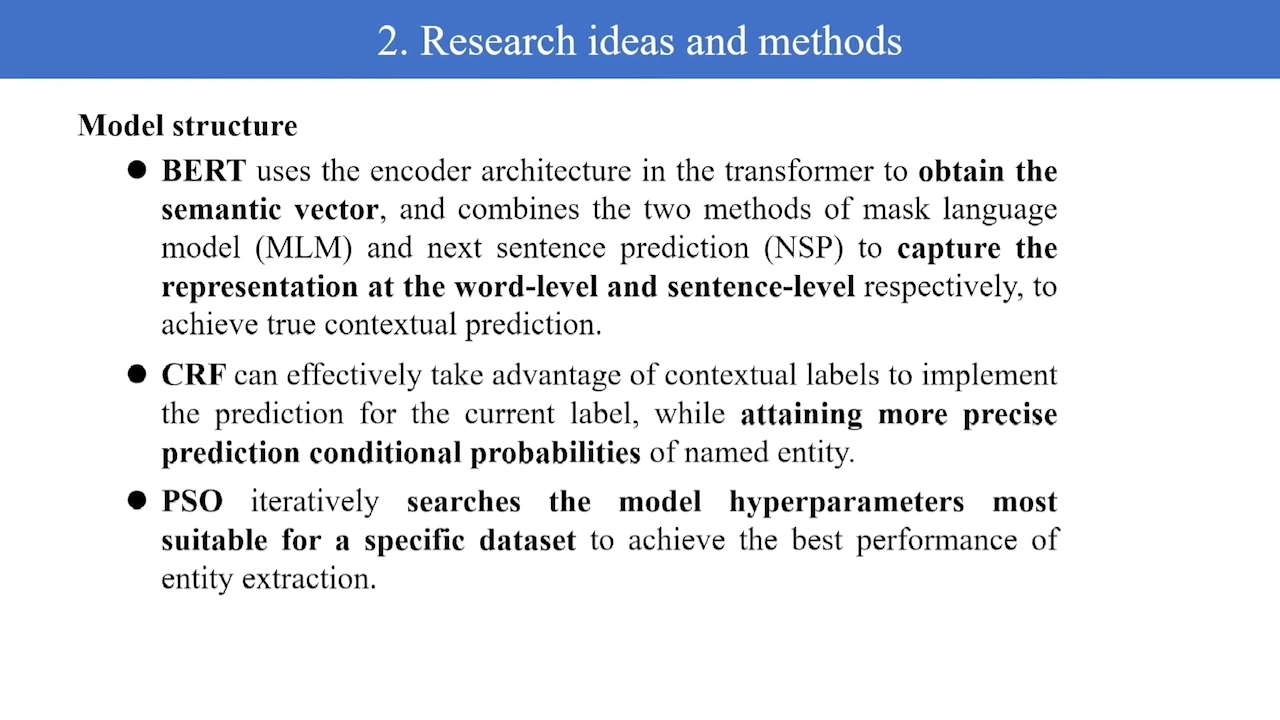 2. Research ideas and methods
Model structure
● BERT uses the encoder architecture in the transformer to obtain the
semantic vector, and combines the two methods of mask language
model (MLM) and next sentence prediction (NSP) to capture the
representation at the word-level and sentence-level respectively, to
achieve true contextual prediction.
● CRF can effectively take advantage of contextual labels to implement
the prediction for the current label, while attaining more precise
prediction conditional probabilities of named entity.
● PSO iteratively searches the model hyperparameters most
suitable for a specific dataset to achieve the best performance of
entity extraction.